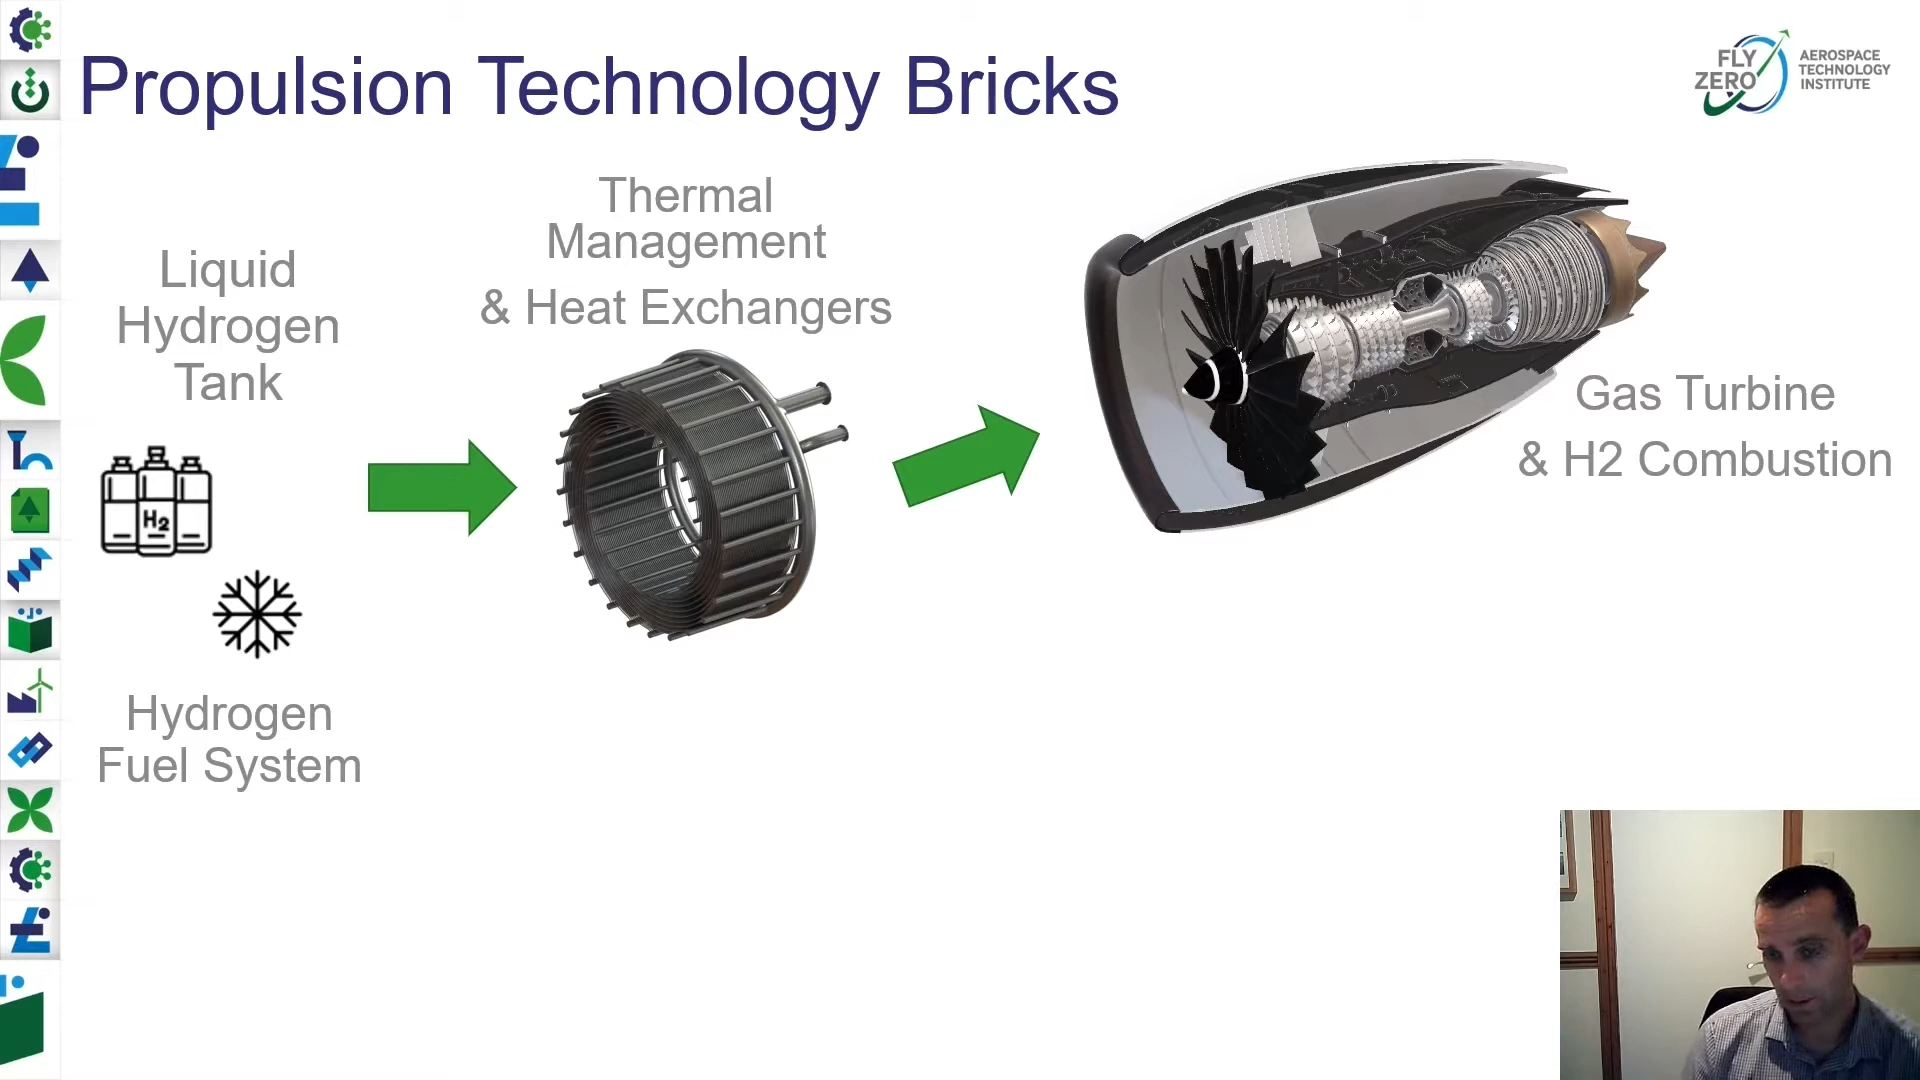 Propulsion Technology Bricks
FLY
ZERO
AEROSPACE
TECHNOLOGY
INSTITUTE
Liquid
Hydrogen
Tank
H2
Hydrogen
Fuel System
Thermal
Management
& Heat Exchangers
Gas Turbine
& H2 Combustion